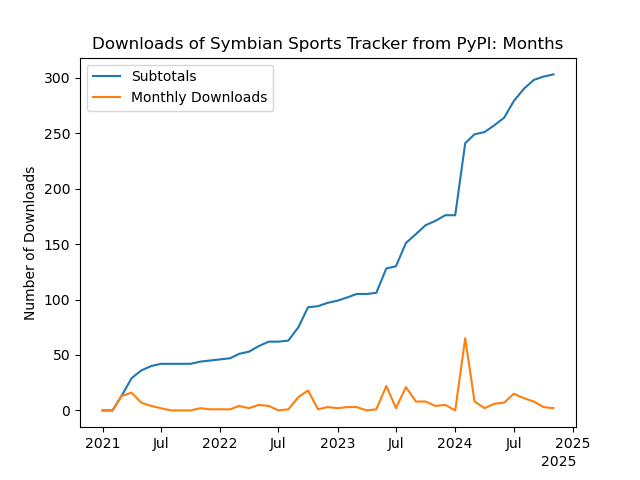 Downloads of Symbian Sports Tracker from PyPI: Months
Subtotals
Monthly Downloads
Number of Downloads
300
250
200
150
100
50
0
2021 Jul 2022 Jul 2023 Jul 2024 Jul 2025
2025